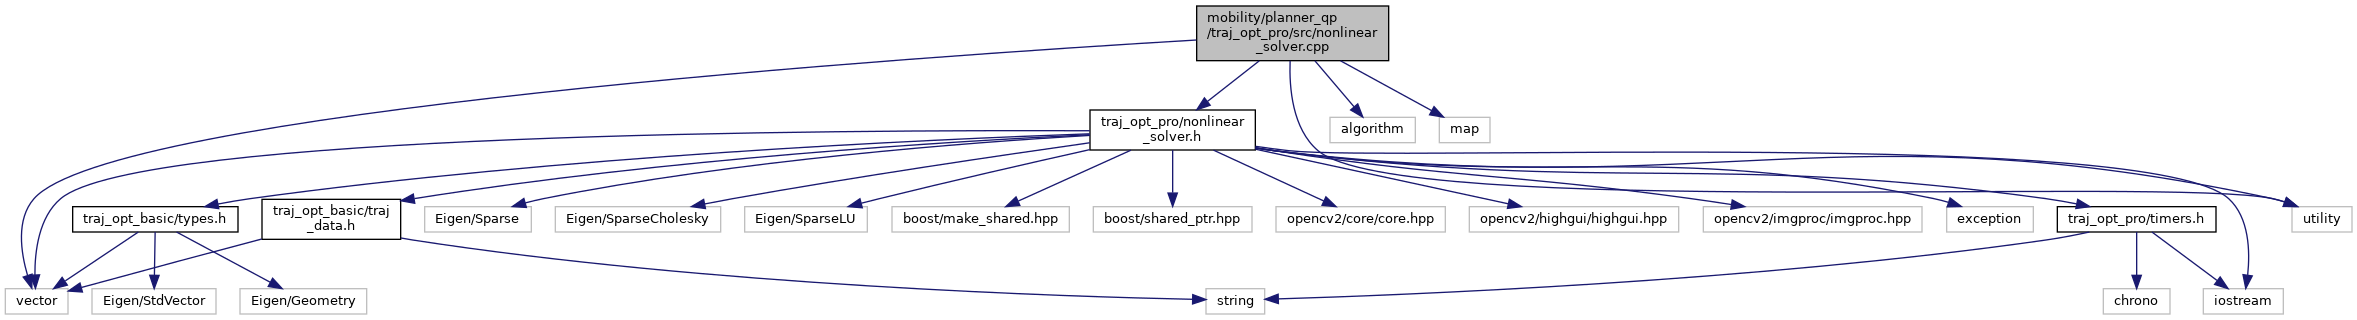 mobility/planner_qp
/traj_opt_pro/src/nonlinear
_solver.cpp
traj_opt_pro/nonlinear
_solver.h
algorithm
map
traj_opt_basic/types.h
traj_opt_basic/traj
_data.h
Eigen/Sparse
Eigen/SparseCholesky
Eigen/SparseLU
boost/make_shared.hpp
boost/shared_ptr.hpp
opencv2/core/core.hpp
opencv2/highgui/highgui.hpp
opencv2/imgproc/imgproc.hpp
exception
traj_opt_pro/timers.h
utility
vector
Eigen/StdVector
Eigen/Geometry
string
chrono
iostream